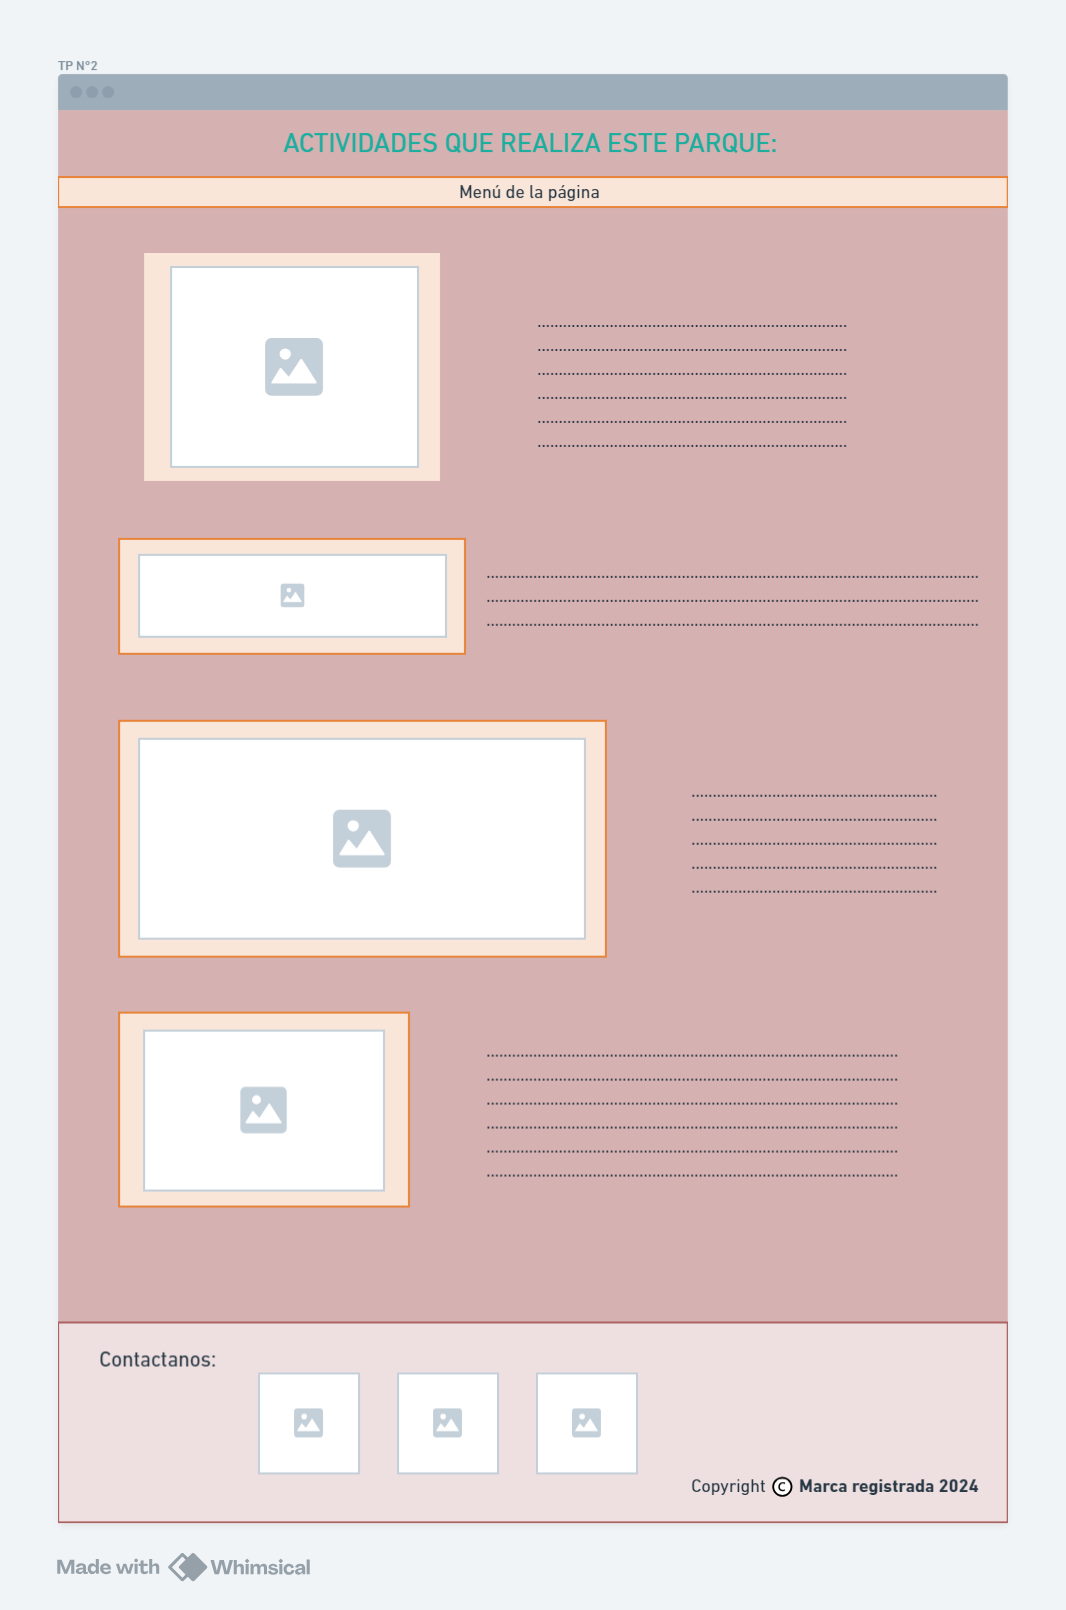 TP N°2
ACTIVIDADES QUE REALIZA ESTE PARQUE:
Menú de la página
Contactanos:
Copyright © Marca registrada 2024
Made with Whimsical